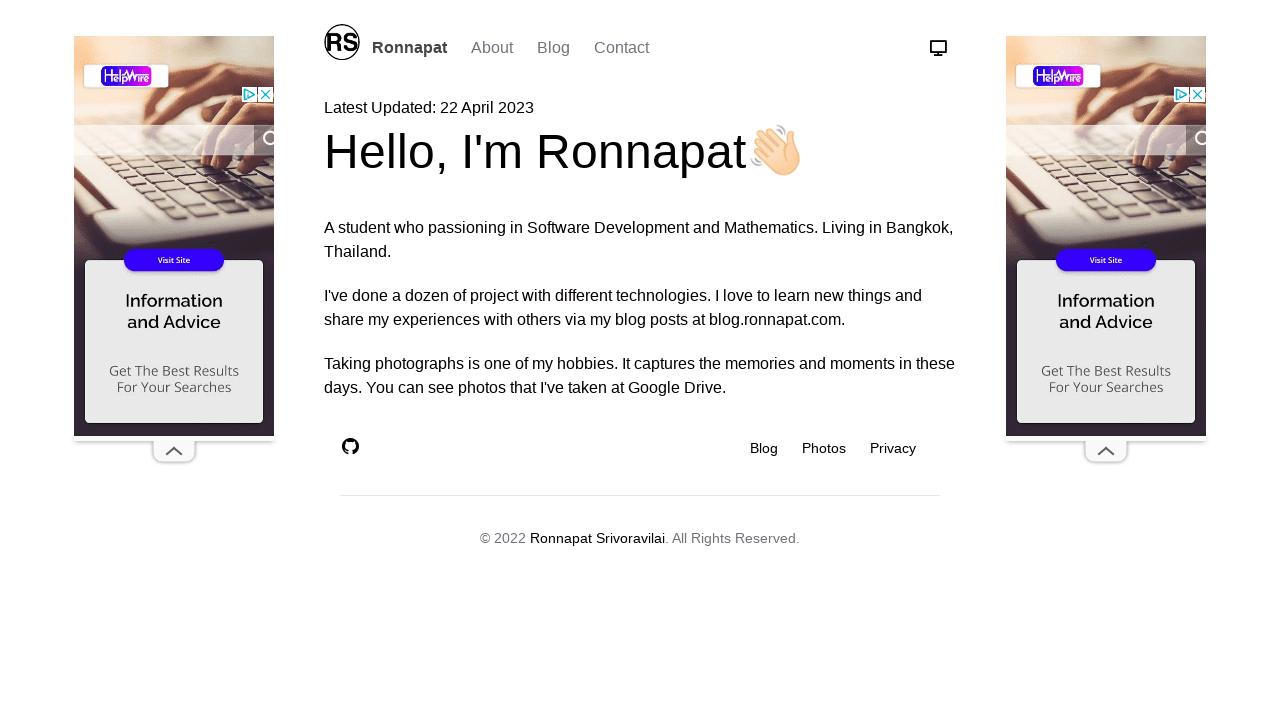 RS Ronnapat About Blog Contact
Latest Updated: 22 April 2023
Hello, I'm Ronnapat👋🏻
A student who passioning in Software Development and Mathematics. Living in Bangkok,
Thailand.
I've done a dozen of project with different technologies. I love to learn new things and
share my experiences with others via my blog posts at blog.ronnapat.com.
Taking photographs is one of my hobbies. It captures the memories and moments in these
days. You can see photos that I've taken at Google Drive.
Blog Photos Privacy
© 2022 Ronnapat Srivoravilai. All Rights Reserved.
HelpWire
Visit Site
Information
and Advice
Get The Best Results
For Your Searches
HelpWire
Visit Site
Information
and Advice
Get The Best Results
For Your Searches